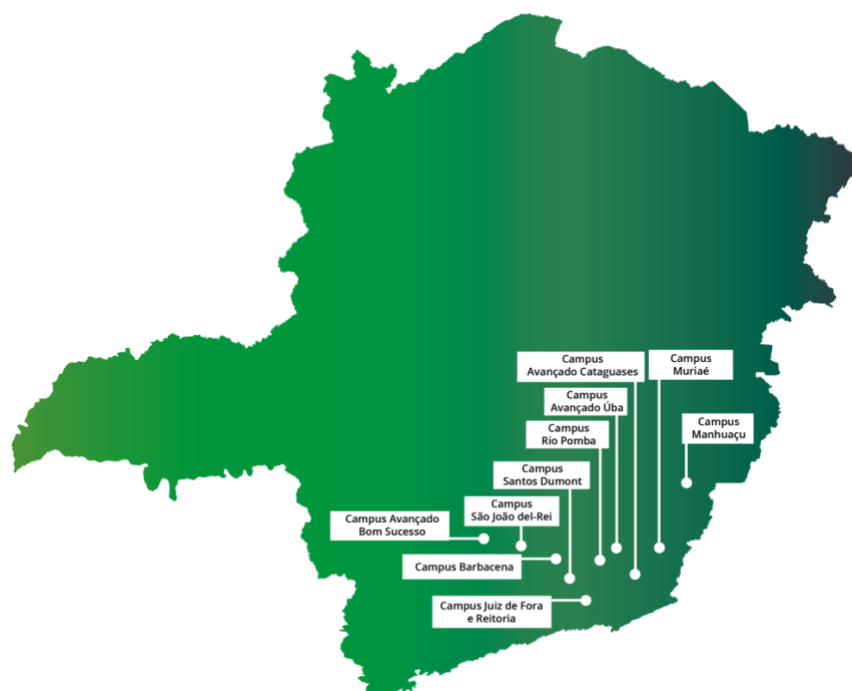 Campus
Avançado Cataguases
Campus
Muriaé
Campus
Avançado Úba
Campus
Rio Pomba
Campus
Manhuaçu
Campus
Santos Dumont
Campus
São João del-Rei
Campus Avançado
Bom Sucesso
Campus Barbacena
Campus Juiz de Fora
e Reitoria